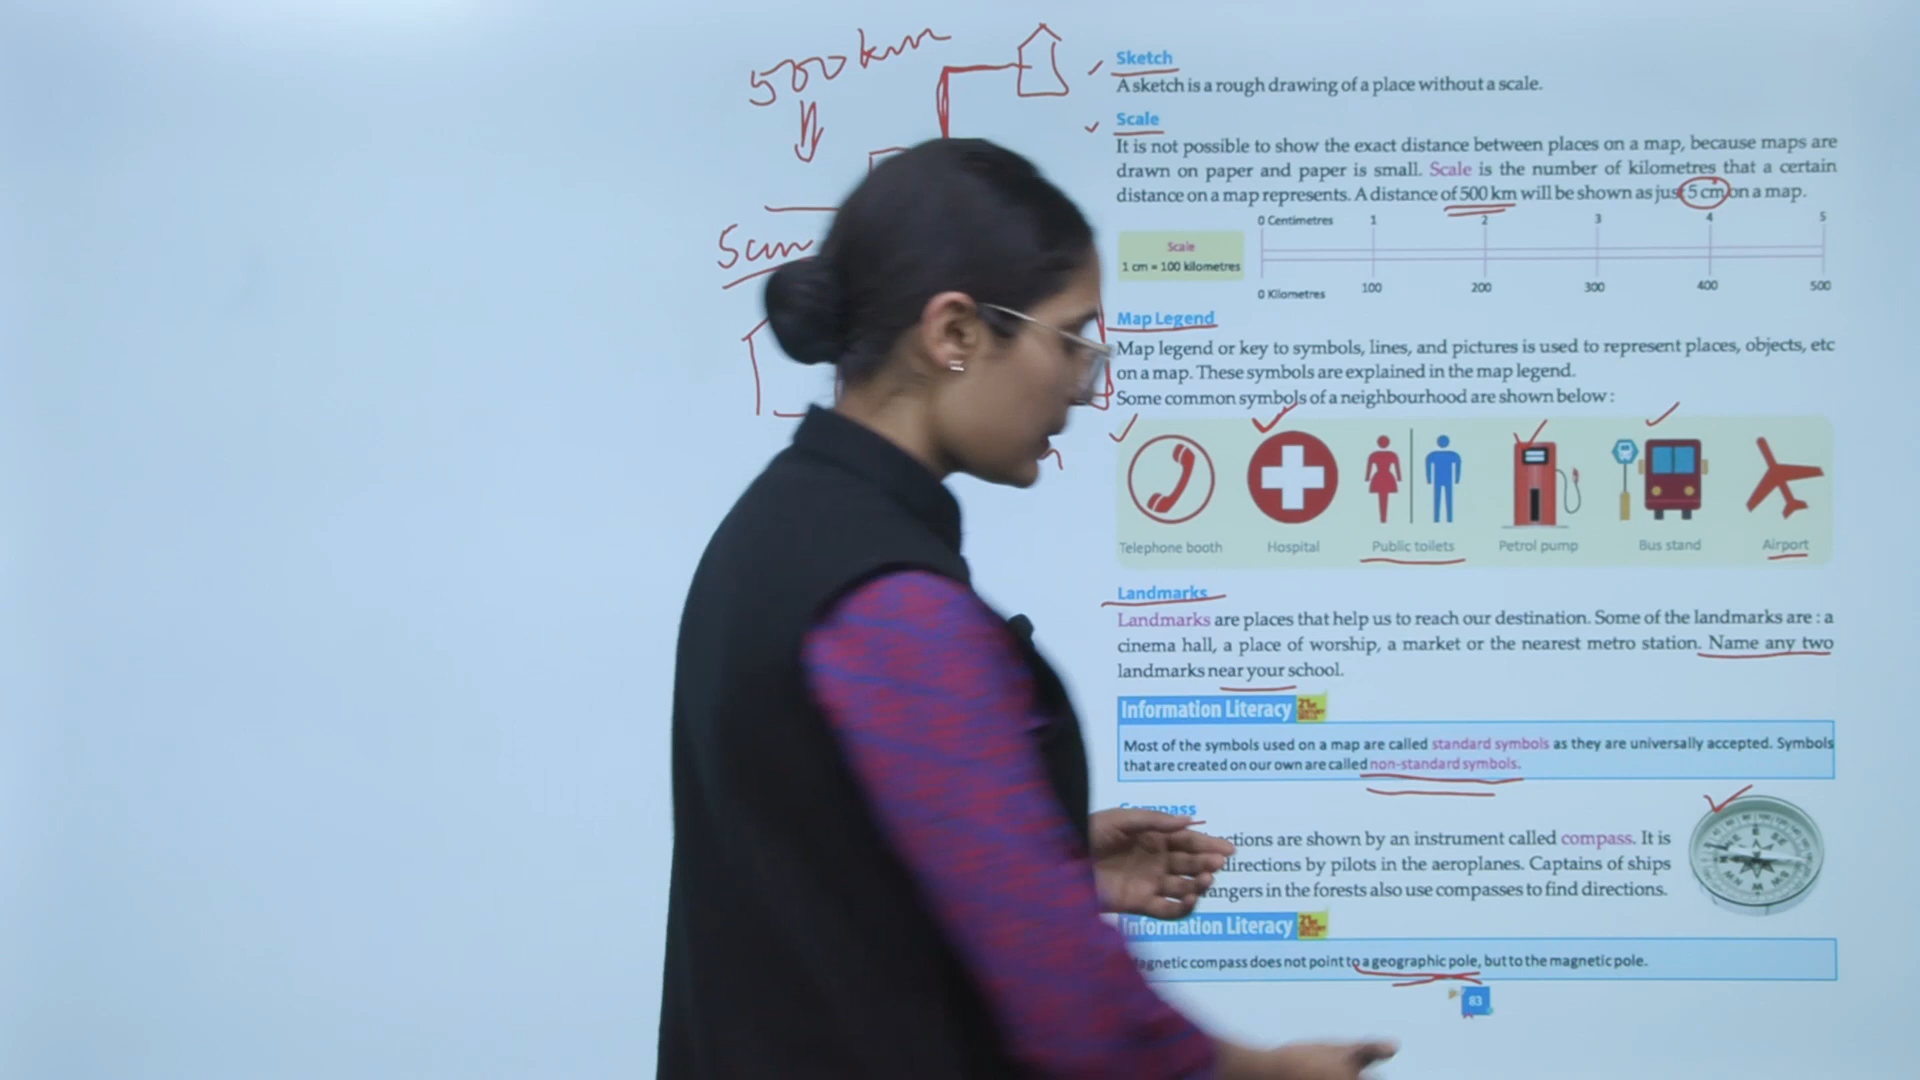 500 km
5cm
Sketch
A sketch is a rough drawing of a place without a scale.
Scale
It is not possible to show the exact distance between places on a map, because maps are
drawn on paper and paper is small. Scale is the number of kilometres that a certain
distance on a map represents. A distance of 500 km will be shown as just 5 cm on a map.
0 Centimetres 1 2 3 4 5
Scale
1 cm = 100 kilometres
0 Kilometres 100 200 300 400 500
Map Legend
Map legend or key to symbols, lines, and pictures is used to represent places, objects, etc
on a map. These symbols are explained in the map legend.
Some common symbols of a neighbourhood are shown below :
Telephone booth Hospital Public toilets Petrol pump Bus stand Airport
Landmarks
Landmarks are places that help us to reach our destination. Some of the landmarks are : a
cinema hall, a place of worship, a market or the nearest metro station. Name any two
landmarks near your school.
Information Literacy
Most of the symbols used on a map are called standard symbols as they are universally accepted. Symbols
that are created on our own are called non-standard symbols.
Compass
are shown by an instrument called compass. It is
directions by pilots in the aeroplanes. Captains of ships
in the forests also use compasses to find directions.
Information Literacy
Magnetic compass does not point to a geographic pole, but to the magnetic pole.
83